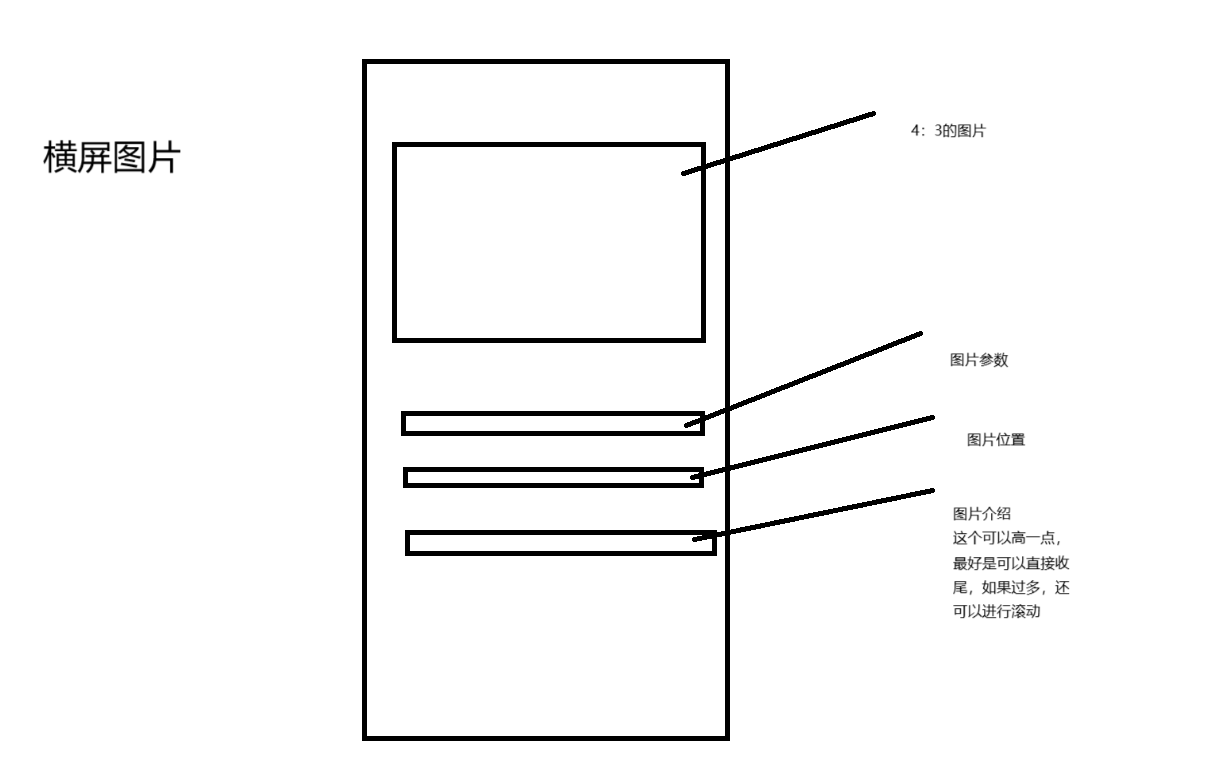 横屏图片
4：3的图片
图片参数
图片位置
图片介绍
这个可以高一点，
最好是可以直接收
尾，如果过多，还
可以进行滚动